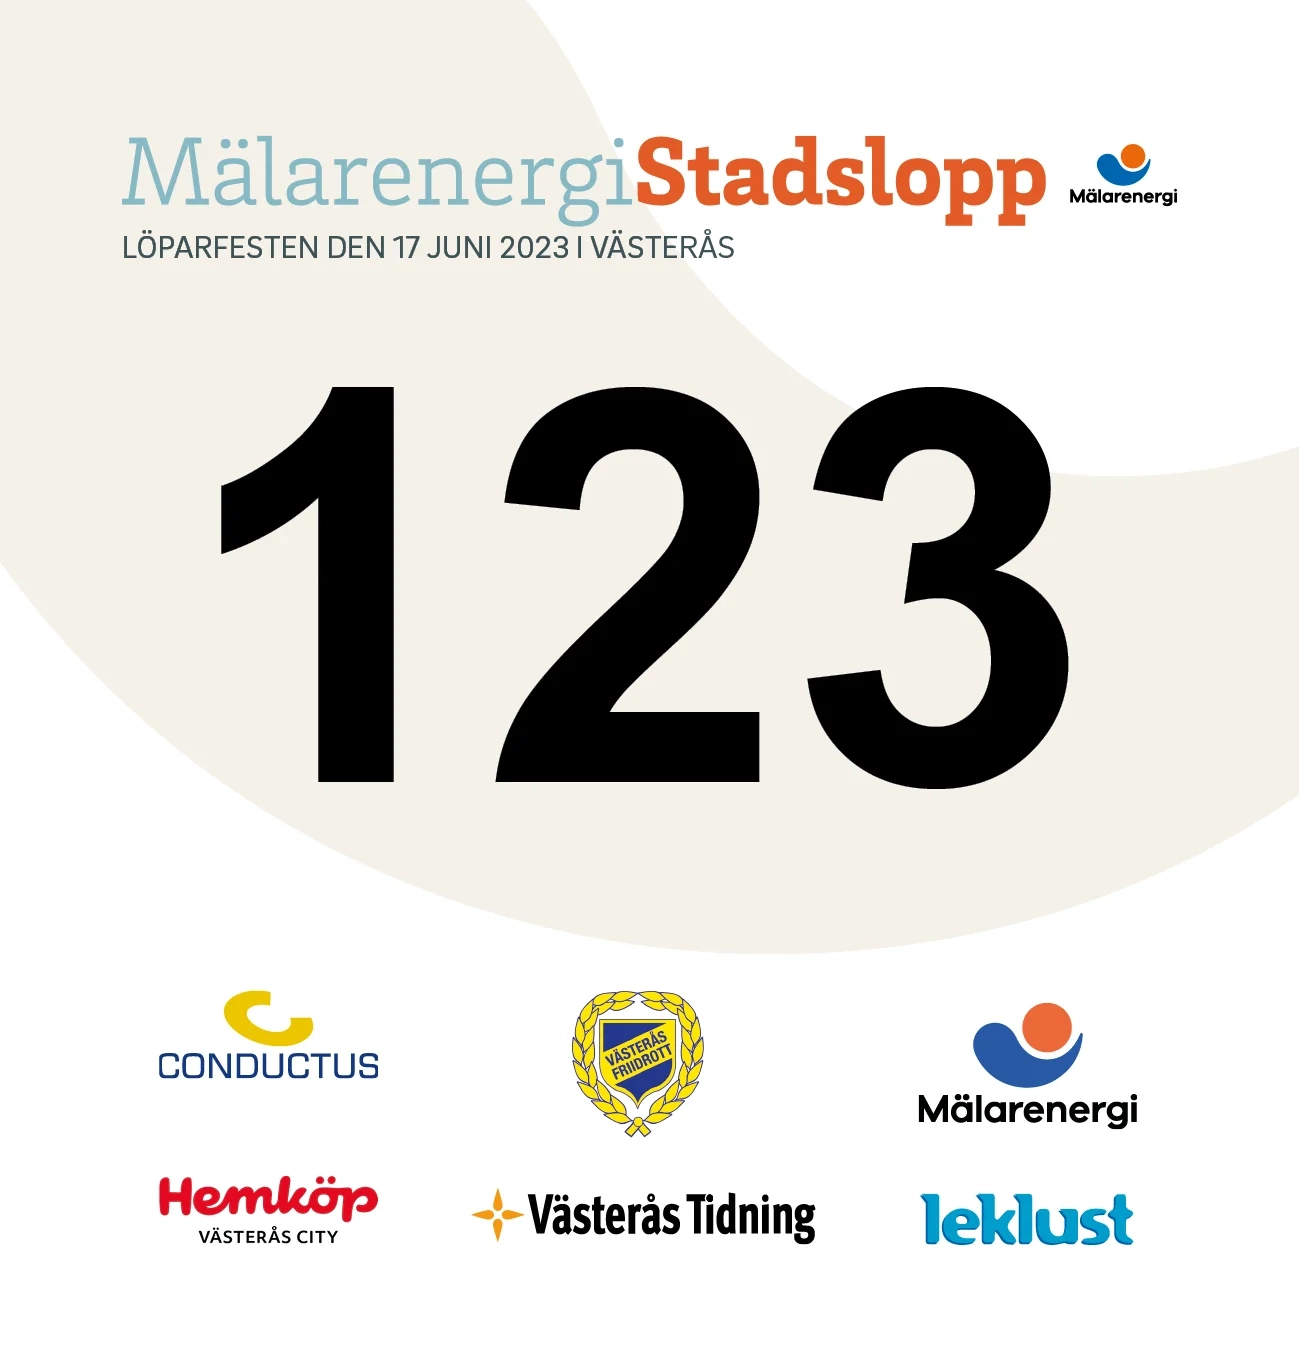 MälarenergiStadslopp
Mälarenergi
LÖPARFESTEN DEN 17 JUNI 2023 I VÄSTERÅS
123
CONDUCTUS
VÄSTERÅS
FRIIDROTT
Mälarenergi
Hemköp
VÄSTERÅS CITY
Västerås Tidning
leklust